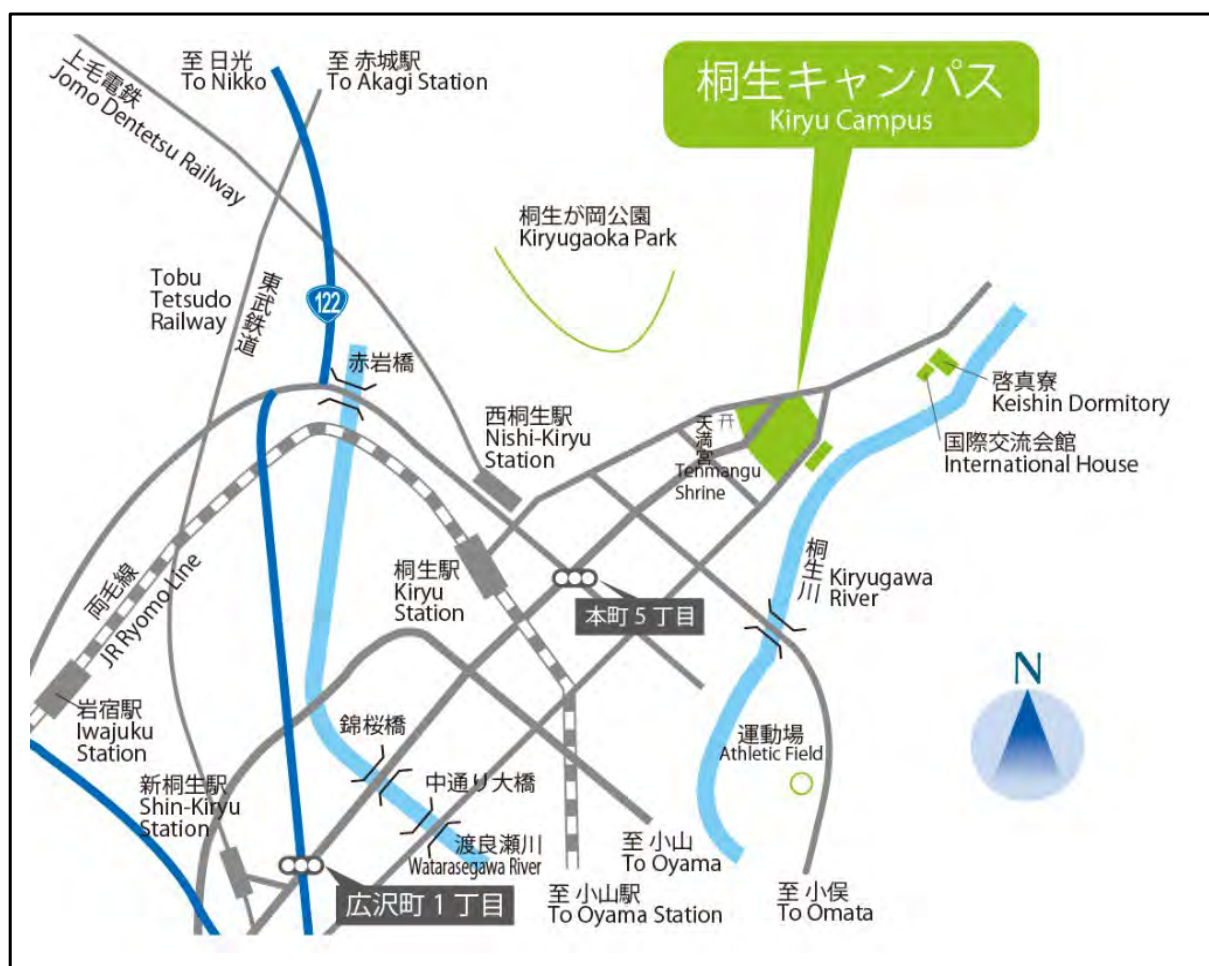 上毛電鉄
Jomo Dentetsu Railway
至 日光
To Nikko
至 赤城駅
To Akagi Station
桐生キャンパス
Kiryu Campus
桐生が岡公園
Kiryugaoka Park
Tobu
Tetsudo
Railway
東武鉄道
122
赤岩橋
西桐生駅
Nishi-Kiryu
Station
天満宮
Tenmangu
Shrine
啓真寮
Keishin Dormitory
国際交流会館
International House
両毛線
JR Ryomo Line
桐生駅
Kiryu
Station
本町 5 丁目
桐生川
Kiryugawa
River
N
岩宿駅
Iwajuku
Station
錦桜橋
運動場
Athletic Field
新桐生駅
Shin-Kiryu
Station
中通り大橋
渡良瀬川
Watarasegawa River
至 小山
To Oyama
広沢町 1 丁目
至 小山駅
To Oyama Station
至 小俣
To Omata